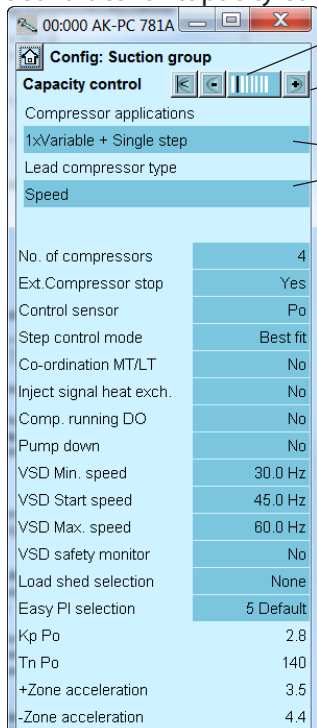 00:000 AK-PC 781A
Config: Suction group
Capacity control
Compressor applications
1xVariable + Single step
Lead compressor type
Speed
No. of compressors 4
Ext.Compressor stop Yes
Control sensor Po
Step control mode Best fit
Co-ordination MT/LT No
Inject signal heat exch. No
Comp. running DO No
Pump down No
VSD Min. speed 30.0 Hz
VSD Start speed 45.0 Hz
VSD Max. speed 60.0 Hz
VSD safety monitor No
Load shed selection None
Easy PI selection 5 Default
Kp Po 2.8
Tn Po 140
+Zone acceleration 3.5
-Zone acceleration 4.4